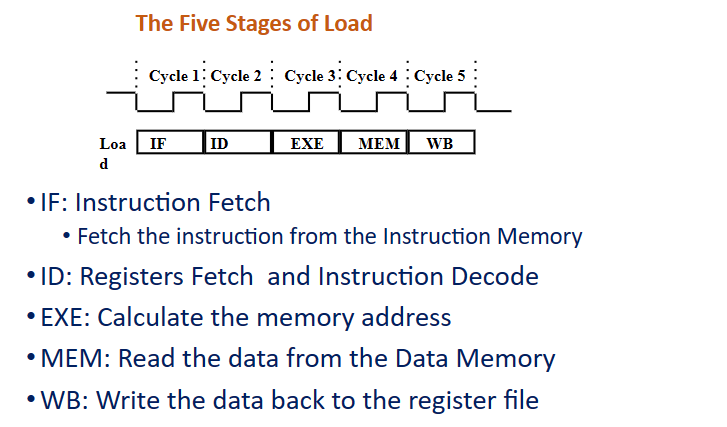 The Five Stages of Load
Cycle 1 Cycle 2 Cycle 3 Cycle 4 Cycle 5
Loa
d
IF ID EXE MEM WB
• IF: Instruction Fetch
• Fetch the instruction from the Instruction Memory
• ID: Registers Fetch and Instruction Decode
• EXE: Calculate the memory address
• MEM: Read the data from the Data Memory
• WB: Write the data back to the register file